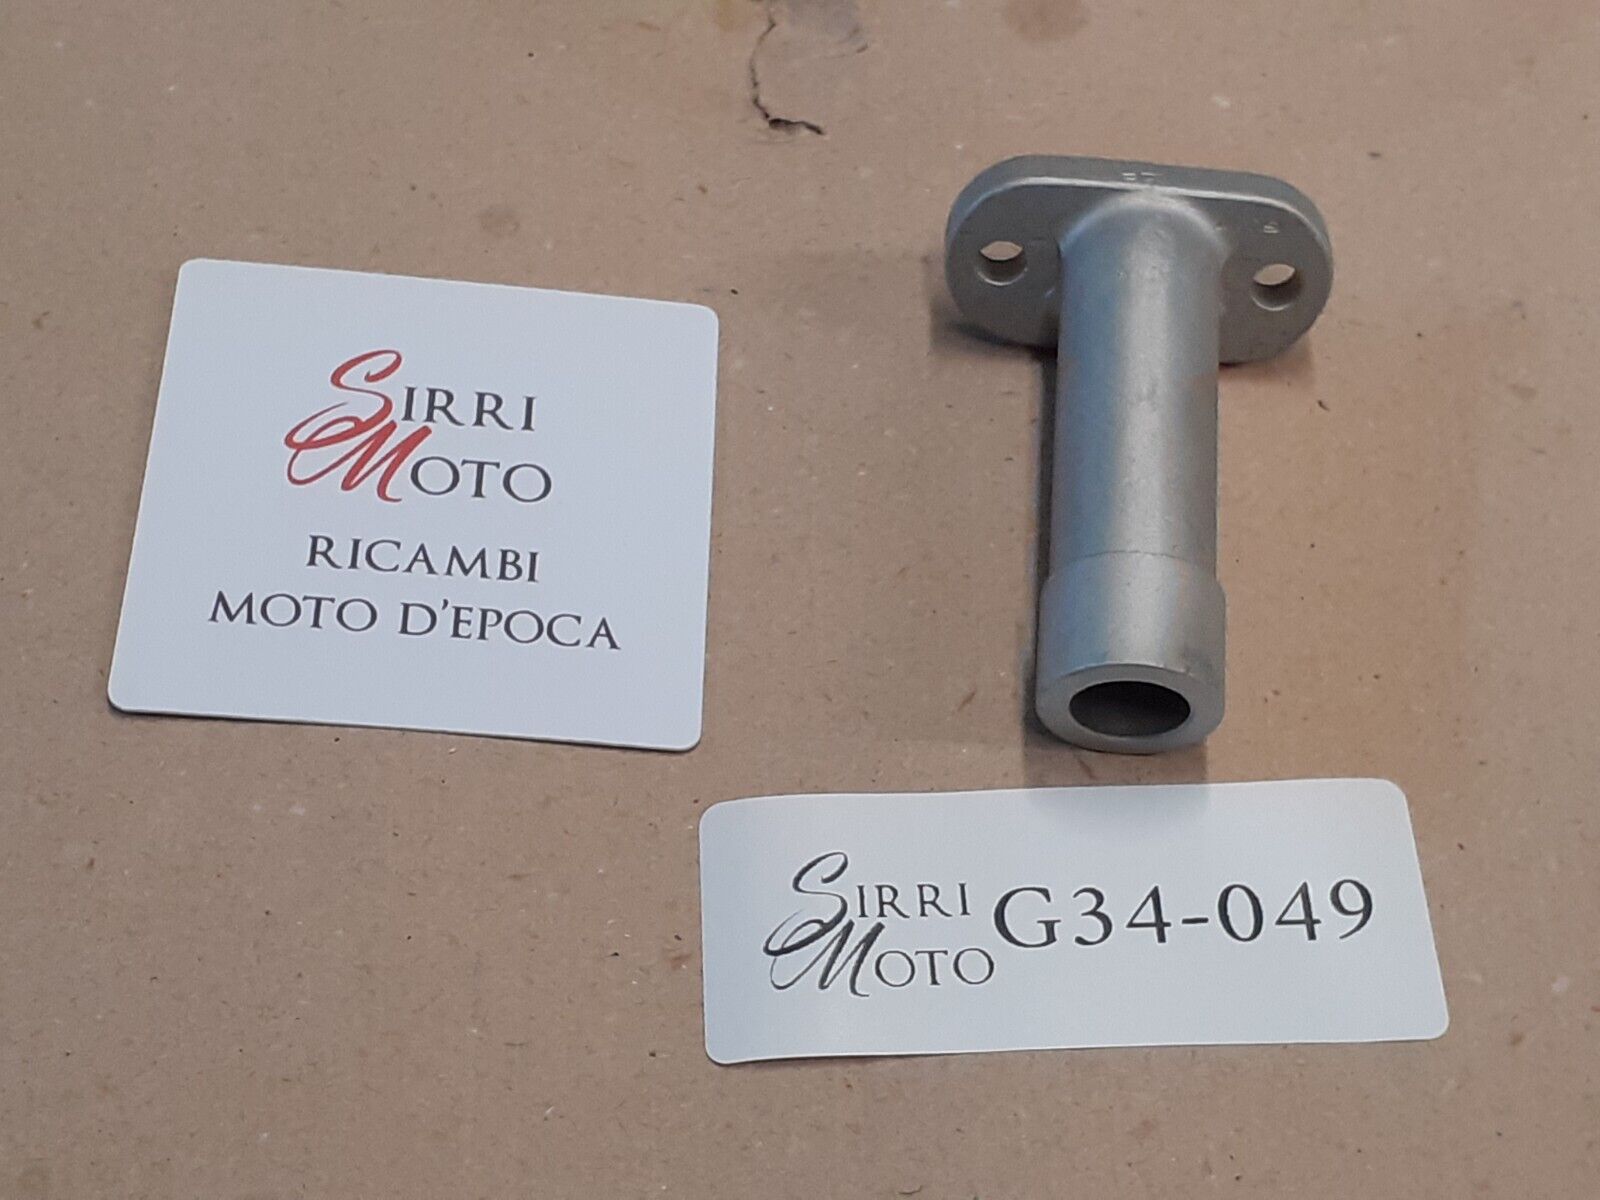 SIRRI
MOTO
RICAMBI
MOTO D'EPOCA
SIRRI
MOTO
G34-049